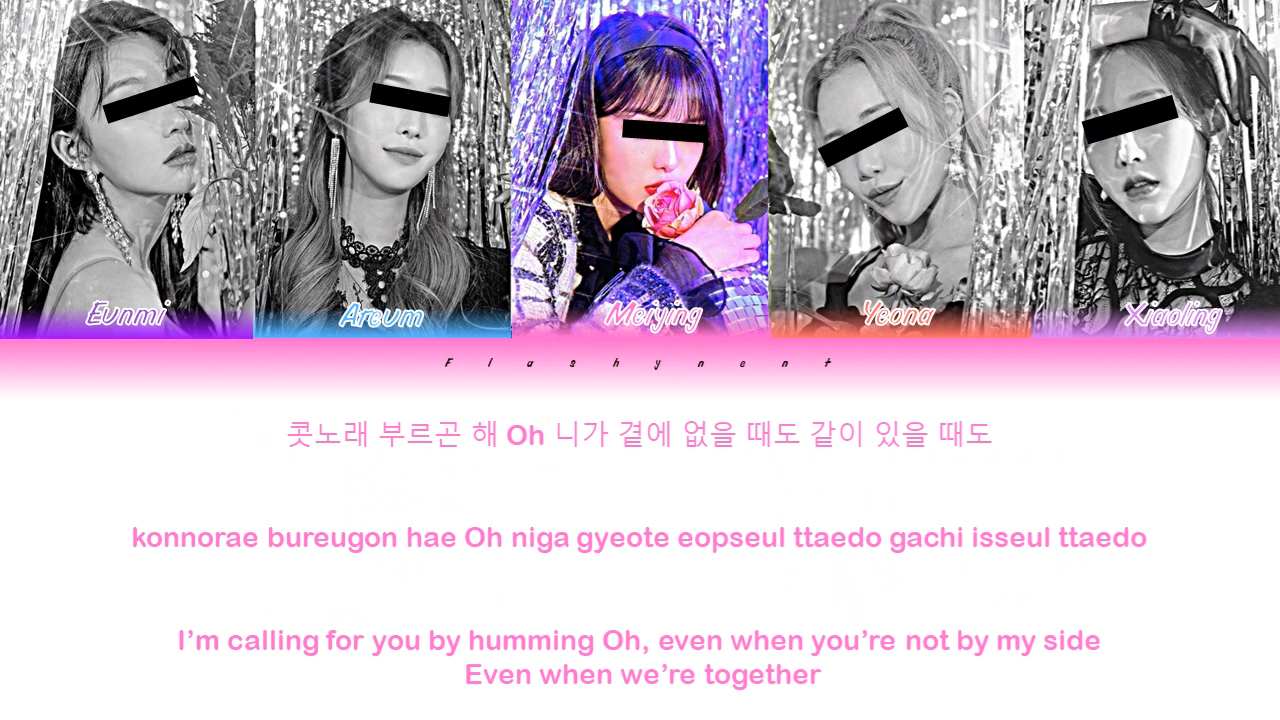 Eunmi
Areum
Meiying
Yeona
Xiaoling
Flashynent
콧노래 부르곤 해 Oh 니가 곁에 없을 때도 같이 있을 때도
konnorae bureugon hae Oh niga gyeote eopseul ttaedo gachi isseul ttaedo
I'm calling for you by humming Oh, even when you're not by my side
Even when we're together